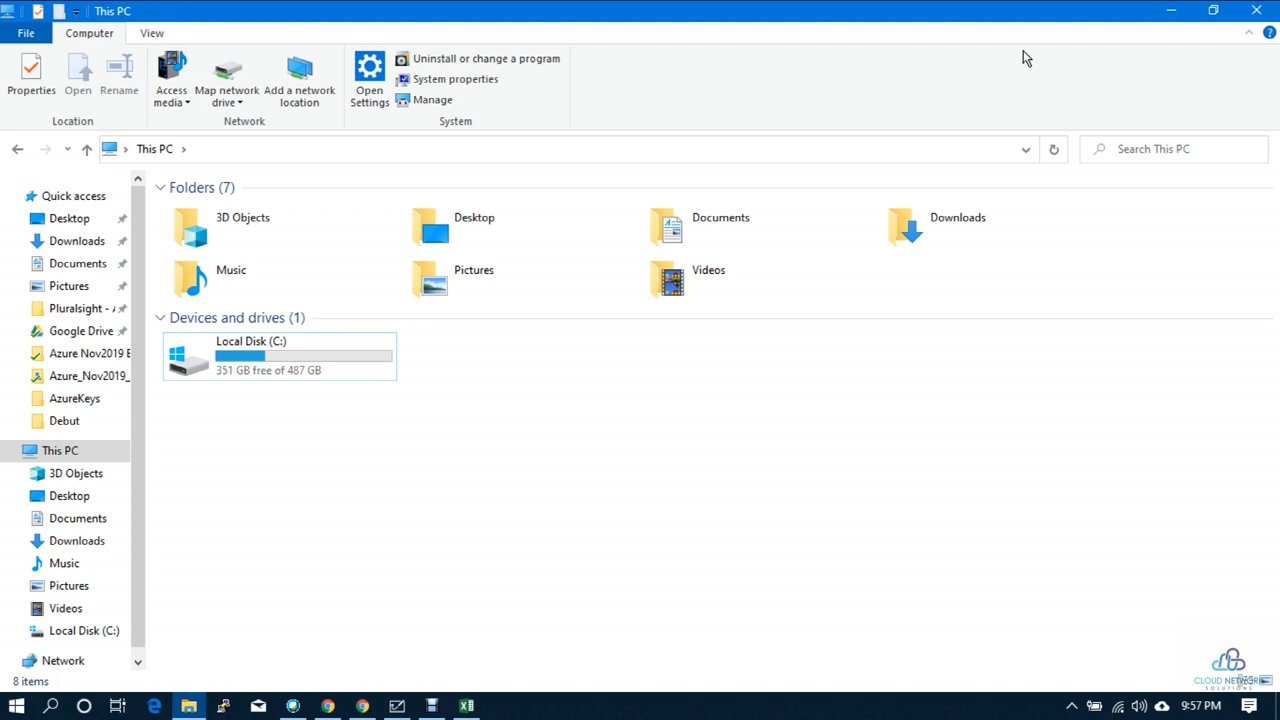 This PC
File
Computer
View
Properties
Open
Rename
Access media
Map network drive
Add a network location
Open Settings
Uninstall or change a program
System properties
Manage
Location
Network
System
This PC
Search This PC
Quick access
Desktop
Downloads
Documents
Pictures
Pluralsight -
Google Drive
Azure Nov2019
Azure_Nov2019_
AzureKeys
Debut
This PC
3D Objects
Desktop
Documents
Downloads
Music
Pictures
Videos
Local Disk (C:)
Network
Folders (7)
3D Objects
Desktop
Documents
Downloads
Music
Pictures
Videos
Devices and drives (1)
Local Disk (C:)
351 GB free of 487 GB
8 items
CLOUD NETWORK
SOLUTIONS
9:57 PM